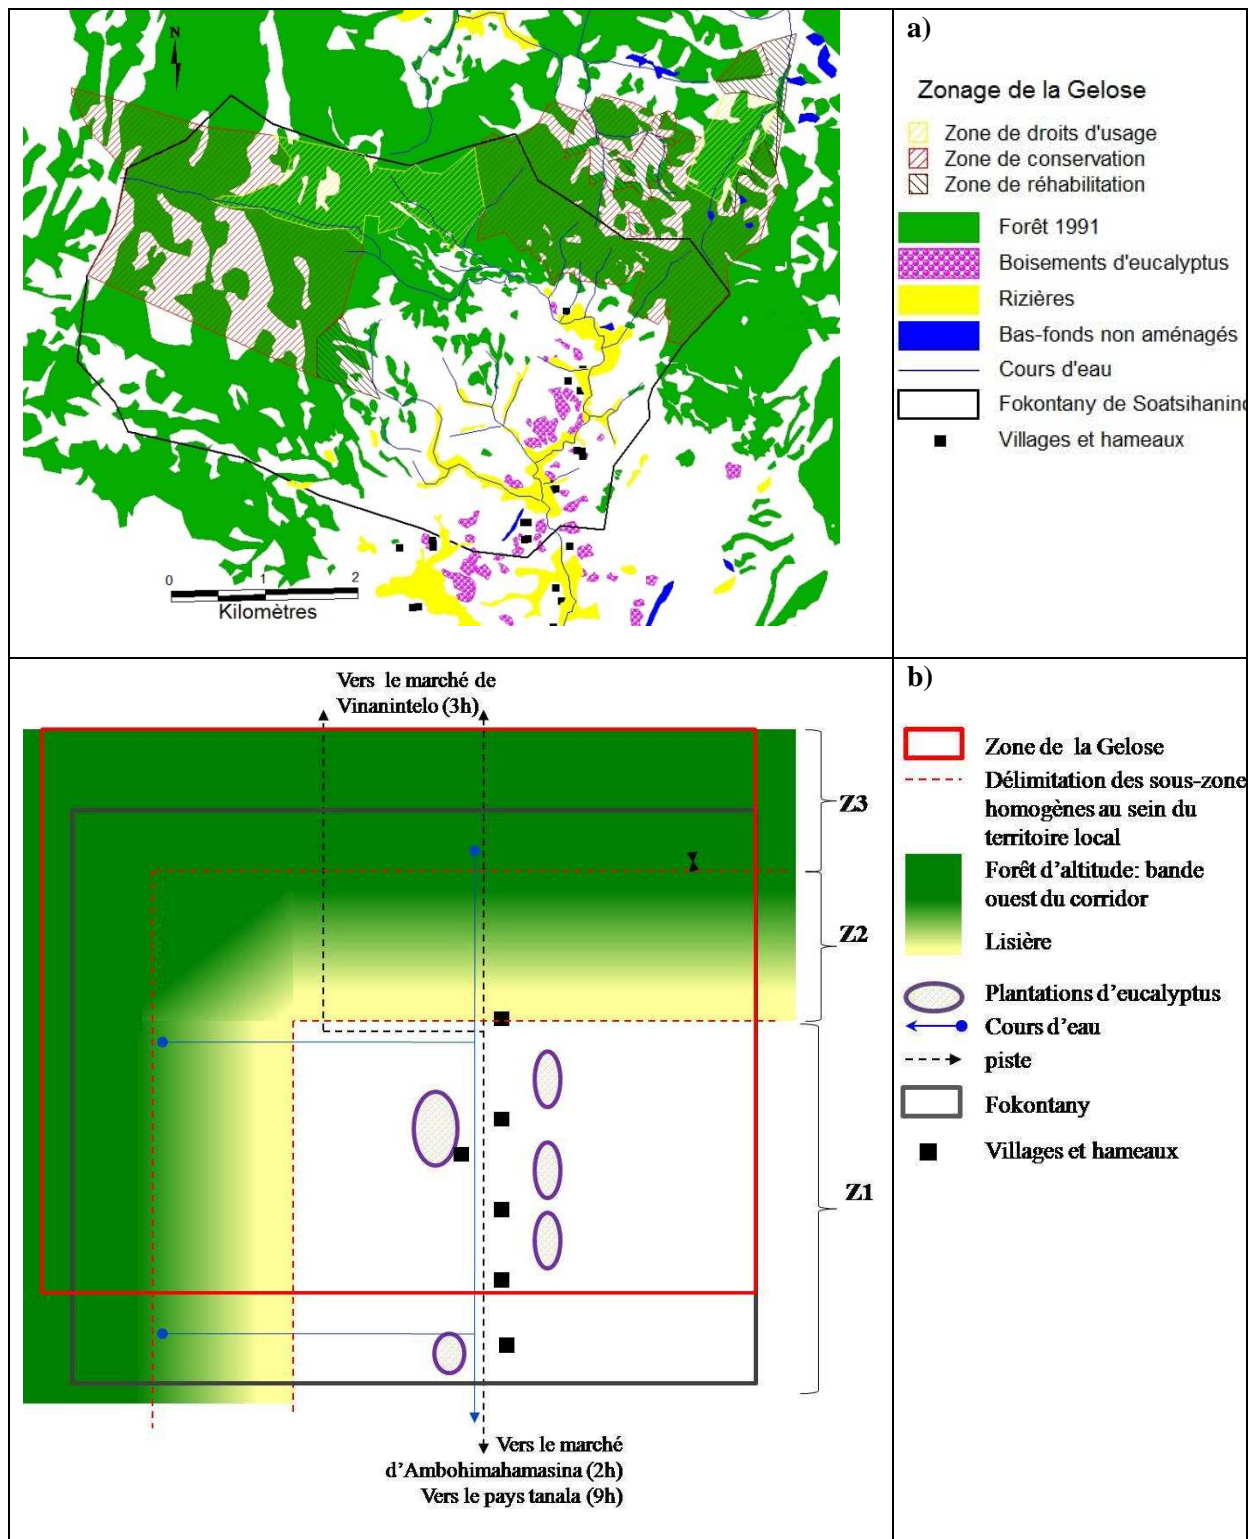 N
0 1 2
Kilomètres
a)
Zonage de la Gelose
Zone de droits d'usage
Zone de conservation
Zone de réhabilitation
Forêt 1991
Boisements d'eucalyptus
Rizières
Bas-fonds non aménagés
Cours d'eau
Fokontany de Soatsihanino
Villages et hameaux
Vers le marché de
Vinanintelo (3h)
Z3
Z2
Z1
Vers le marché
d'Ambohimahamasina (2h)
Vers le pays tanala (9h)
b)
Zone de la Gelose
Délimitation des sous-zone
homogènes au sein du
territoire local
Forêt d'altitude: bande
ouest du corridor
Lisière
Plantations d'eucalyptus
Cours d'eau
piste
Fokontany
Villages et hameaux